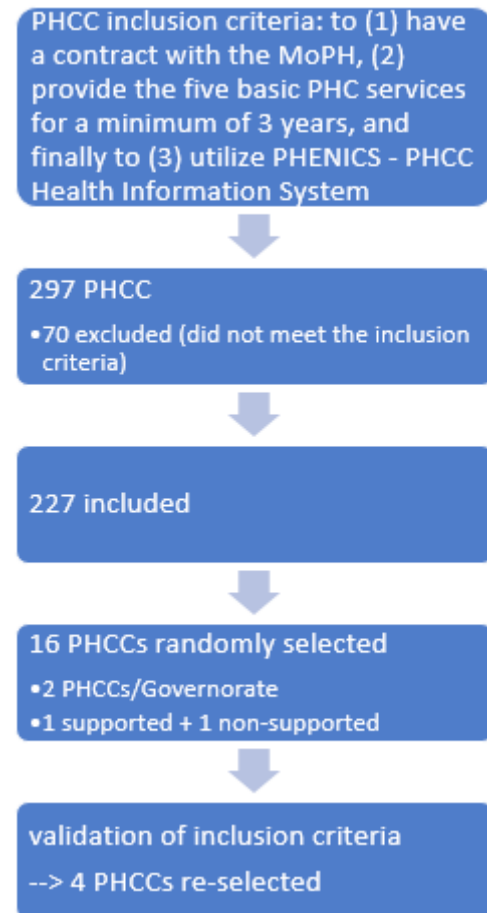 PHCC inclusion criteria: to (1) have
a contract with the MoPH, (2)
provide the five basic PHC services
for a minimum of 3 years, and
finally to (3) utilize PHENICS - PHCC
Health Information System
297 PHCC
•70 excluded (did not meet the inclusion
criteria)
227 included
16 PHCCs randomly selected
•2 PHCCs/Governorate
•1 supported + 1 non-supported
validation of inclusion criteria
--> 4 PHCCs re-selected